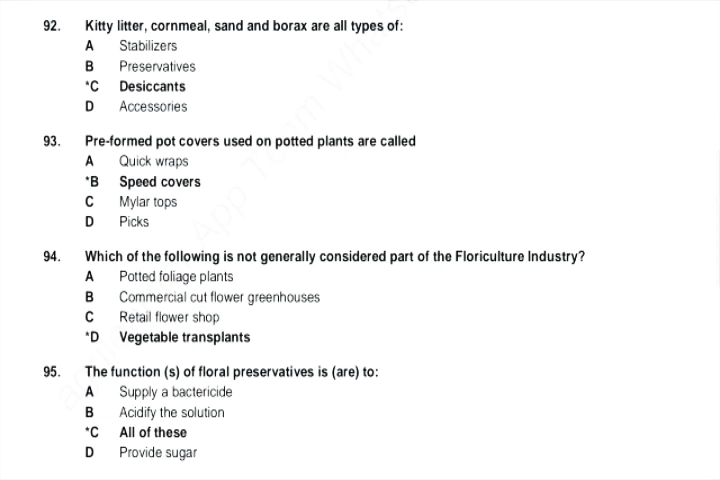 92. Kitty litter, cornmeal, sand and borax are all types of:
A Stabilizers
B Preservatives
*C Desiccants
D Accessories
93. Pre-formed pot covers used on potted plants are called
A Quick wraps
*B Speed covers
C Mylar tops
D Picks
94. Which of the following is not generally considered part of the Floriculture Industry?
A Potted foliage plants
B Commercial cut flower greenhouses
C Retail flower shop
*D Vegetable transplants
95. The function (s) of floral preservatives is (are) to:
A Supply a bactericide
B Acidify the solution
*C All of these
D Provide sugar